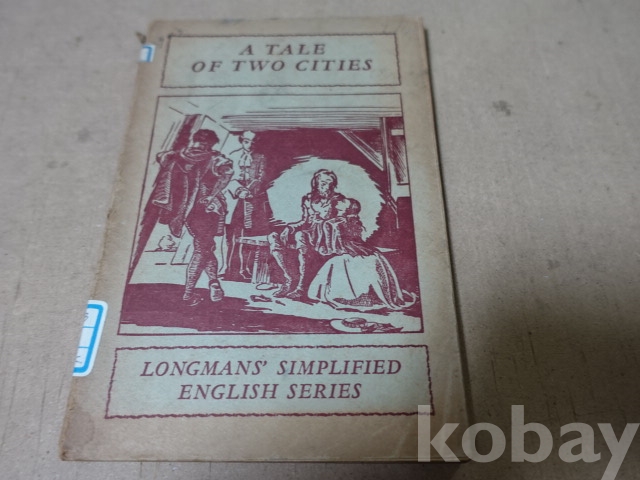 A TALE
OF TWO CITIES
LONGMANS' SIMPLIFIED
ENGLISH SERIES
kobay